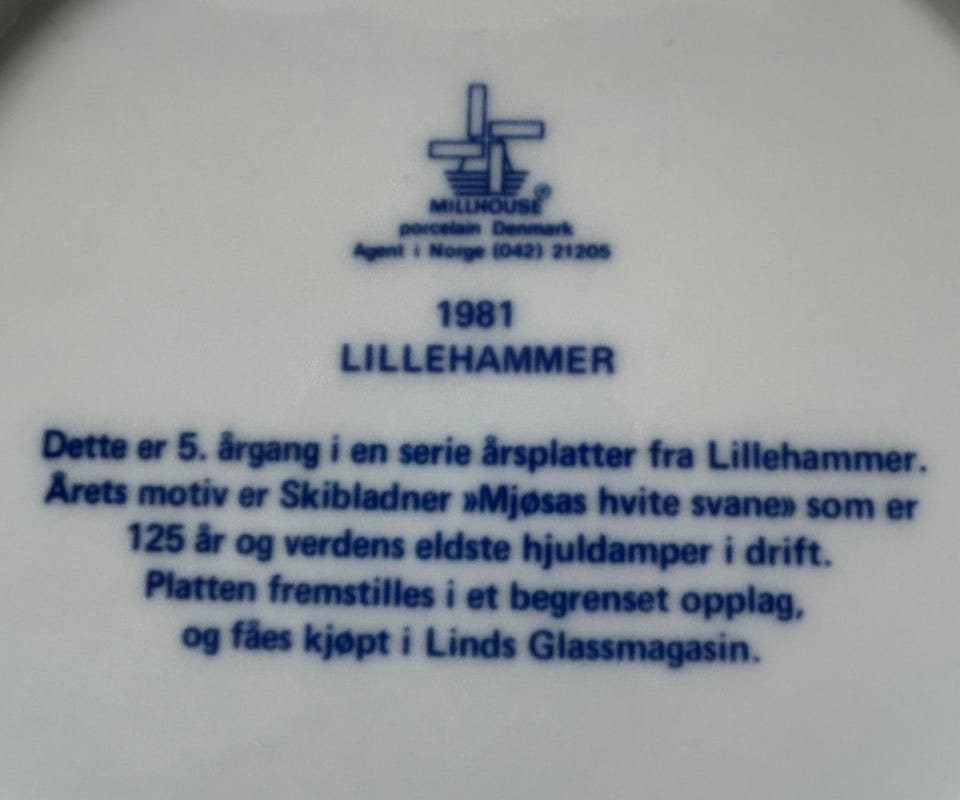 MILLHOUSE®
porcelain Denmark
Agent i Norge (042) 21205
1981
LILLEHAMMER
Dette er 5. årgang i en serie årsplatter fra Lillehammer.
Årets motiv er Skibladner »Mjøsas hvite svane» som er
125 år og verdens eldste hjuldamper i drift.
Platten fremstilles i et begrenset opplag,
og fåes kjøpt i Linds Glassmagasin.